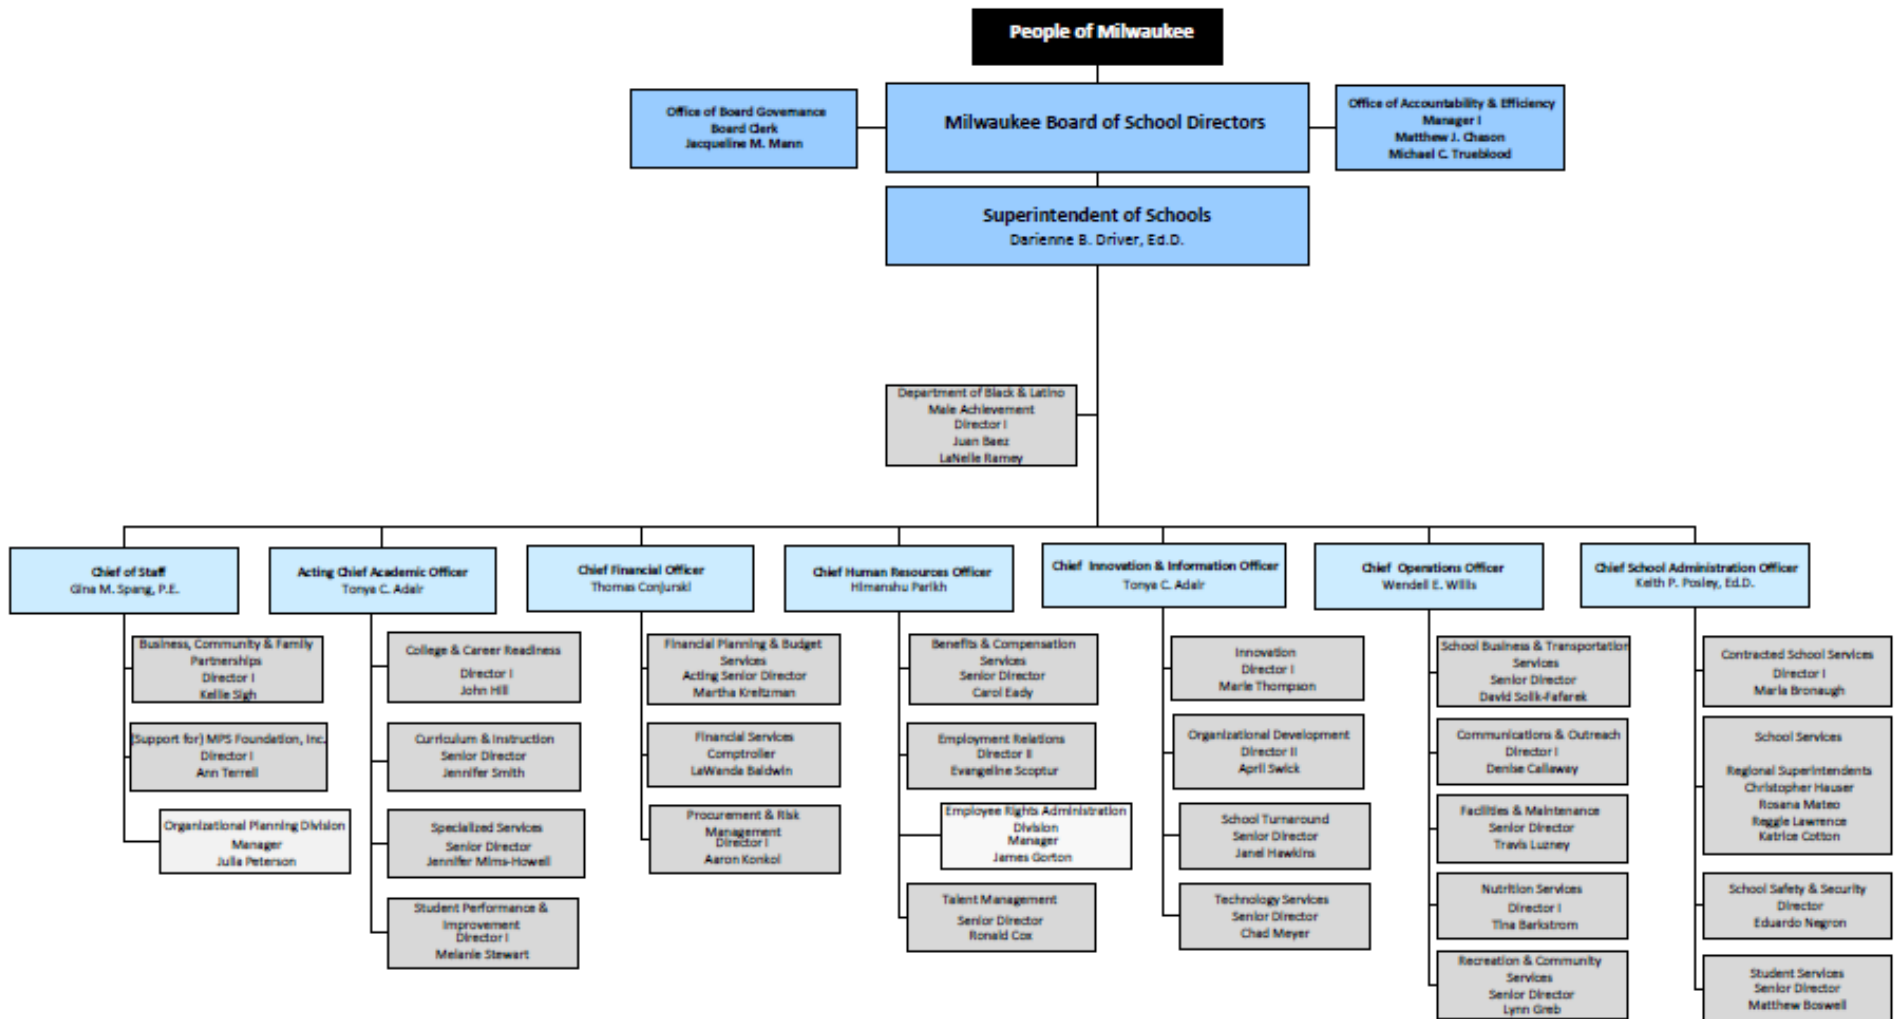 People of Milwaukee
Office of Board Governance
Board Clerk
Jacqueline M. Mann
Milwaukee Board of School Directors
Office of Accountability & Efficiency
Manager I
Matthew J. Chason
Michael C. Trueblood
Superintendent of Schools
Darienne B. Driver, Ed.D.
Department of Black & Latino
Male Achievement
Director I
Juan Baez
LaNelle Ramey
Chief of Staff
Gina M. Spang, P.E.
Business, Community & Family
Partnerships
Director I
Kellie Sigh
(Support for) MPS Foundation, Inc.
Director I
Ann Terrell
Organizational Planning Division
Manager
Julia Peterson
Acting Chief Academic Officer
Tonya C. Adair
College & Career Readiness
Director I
John Hill
Curriculum & Instruction
Senior Director
Jennifer Smith
Specialized Services
Senior Director
Jennifer Mims-Howell
Student Performance &
Improvement
Director I
Melanie Stewart
Chief Financial Officer
Thomas Conjurski
Financial Planning & Budget
Services
Acting Senior Director
Martha Kreitzman
Financial Services
Comptroller
LaWanda Baldwin
Procurement & Risk
Management
Director I
Aaron Konkol
Chief Human Resources Officer
Himanshu Parikh
Benefits & Compensation
Services
Senior Director
Carol Eady
Employment Relations
Director II
Evangeline Scoptur
Employee Rights Administration
Division
Manager
James Gorton
Talent Management
Senior Director
Ronald Cox
Chief Innovation & Information Officer
Tonya C. Adair
Innovation
Director I
Marie Thompson
Organizational Development
Director II
April Swick
School Turnaround
Senior Director
Janel Hawkins
Technology Services
Senior Director
Chad Meyer
Chief Operations Officer
Wendell E. Willis
School Business & Transportation
Services
Senior Director
David Solik-Fafarek
Communications & Outreach
Director I
Denise Callaway
Facilities & Maintenance
Senior Director
Travis Luzney
Nutrition Services
Director I
Tina Barkstrom
Recreation & Community
Services
Senior Director
Lynn Greb
Chief School Administration Officer
Keith P. Posley, Ed.D.
Contracted School Services
Director I
Marla Bronaugh
School Services
Regional Superintendents
Christopher Hauser
Rosana Mateo
Reggie Lawrence
Katrice Cotton
School Safety & Security
Director
Eduardo Negron
Student Services
Senior Director
Matthew Boswell